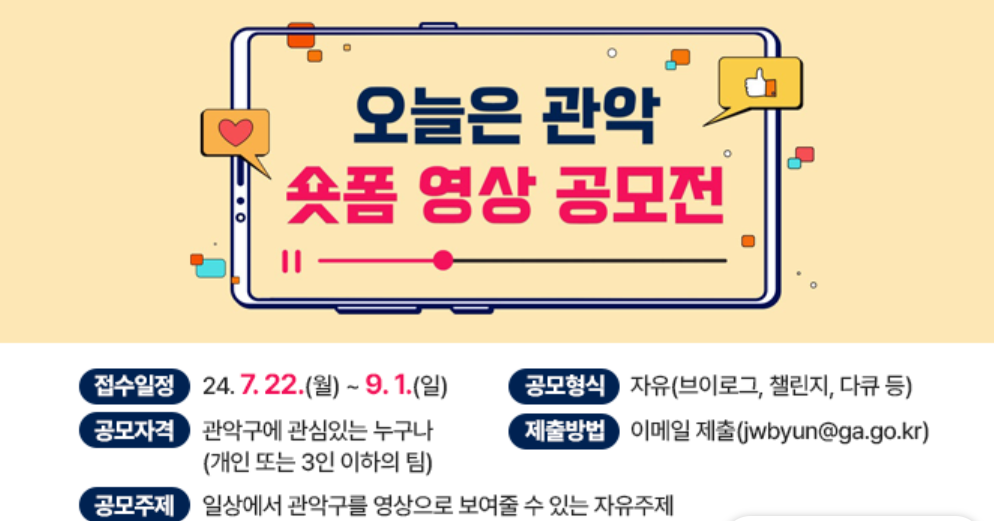 오늘은 관악
숏폼 영상 공모전
접수일정 24. 7. 22.(월) ~ 9. 1.(일)
공모자격 관악구에 관심있는 누구나
(개인 또는 3인 이하의 팀)
공모주제 일상에서 관악구를 영상으로 보여줄 수 있는 자유주제
공모형식 자유(브이로그, 챌린지, 다큐 등)
제출방법 이메일 제출(jwbyun@ga.go.kr)